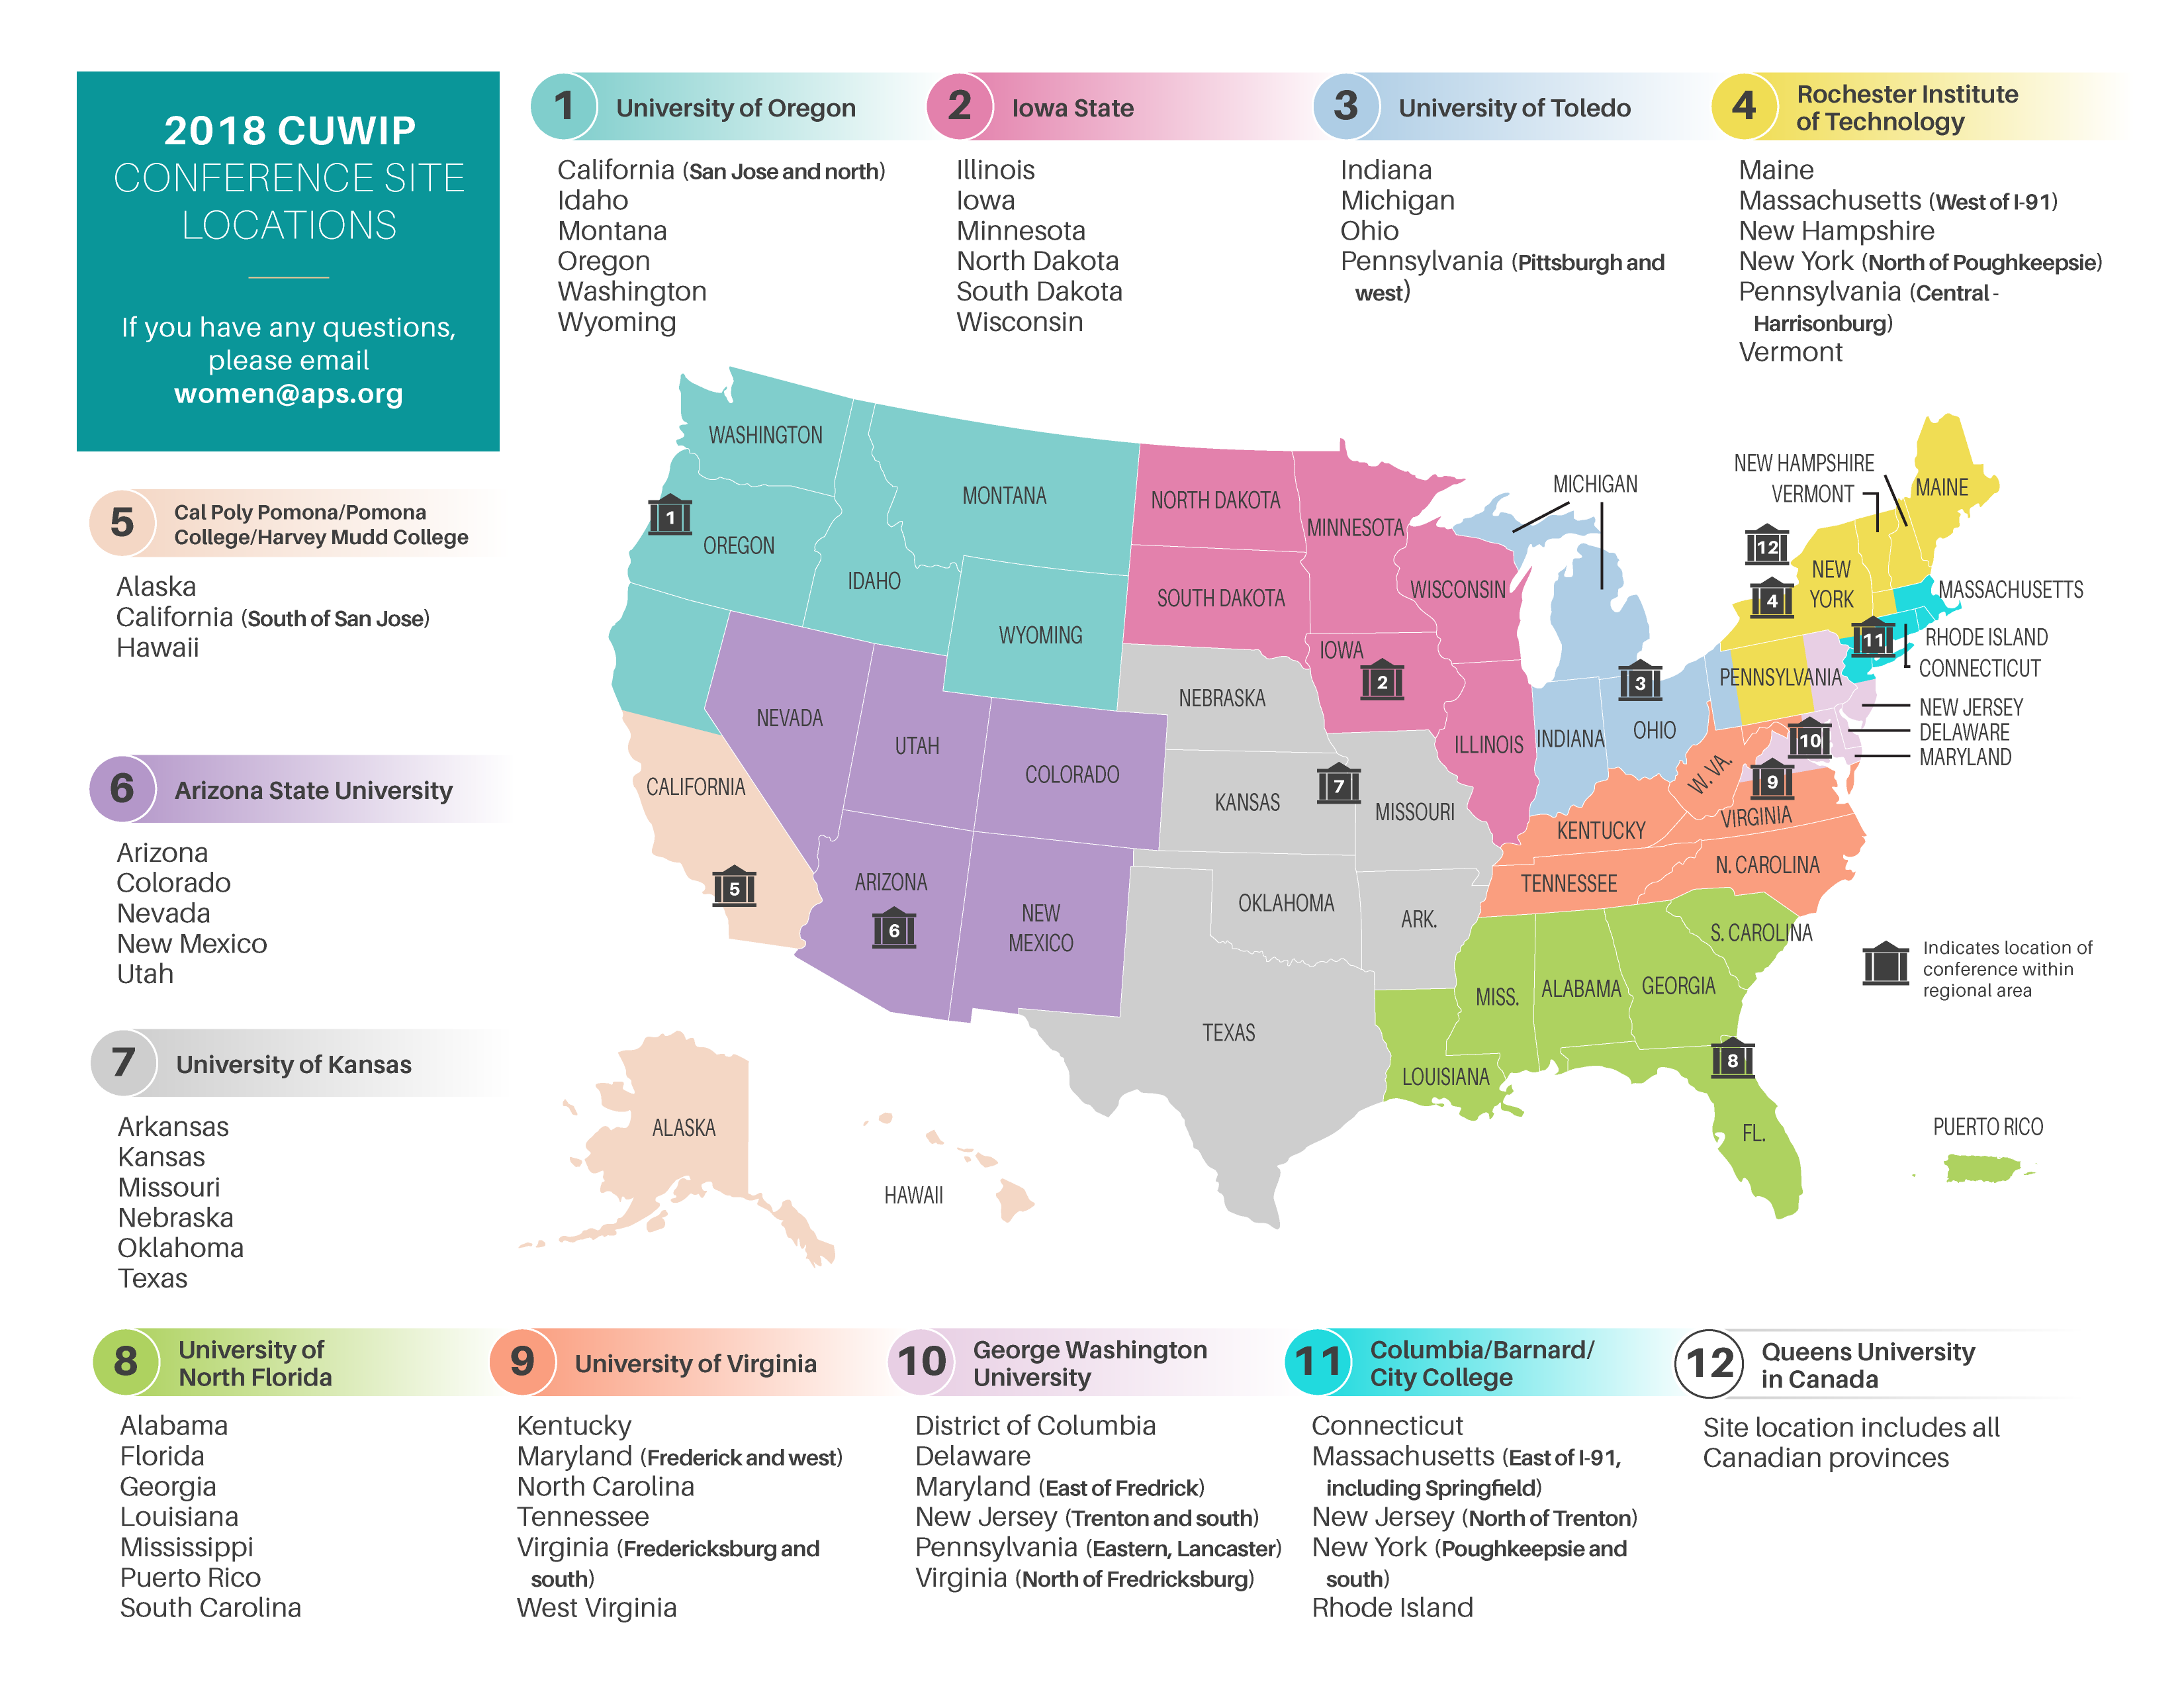 2018 CUWIP
CONFERENCE SITE
LOCATIONS
If you have any questions,
please email
women@aps.org
1 University of Oregon
California (San Jose and north)
Idaho
Montana
Oregon
Washington
Wyoming
2 Iowa State
Illinois
Iowa
Minnesota
North Dakota
South Dakota
Wisconsin
3 University of Toledo
Indiana
Michigan
Ohio
Pennsylvania (Pittsburgh and
west)
4 Rochester Institute
of Technology
Maine
Massachusetts (West of I-91)
New Hampshire
New York (North of Poughkeepsie)
Pennsylvania (Central -
Harrisonburg)
Vermont
5 Cal Poly Pomona/Pomona
College/Harvey Mudd College
Alaska
California (South of San Jose)
Hawaii
6 Arizona State University
Arizona
Colorado
Nevada
New Mexico
Utah
7 University of Kansas
Arkansas
Kansas
Missouri
Nebraska
Oklahoma
Texas
WASHINGTON
OREGON
1
IDAHO
MONTANA
WYOMING
NORTH DAKOTA
SOUTH DAKOTA
MINNESOTA
WISCONSIN
IOWA
2
ILLINOIS
MICHIGAN
INDIANA
3
OHIO
NEW HAMPSHIRE
VERMONT
MAINE
12
4
NEW
YORK
MASSACHUSETTS
11
RHODE ISLAND
CONNECTICUT
PENNSYLVANIA
NEW JERSEY
DELAWARE
MARYLAND
10
9
W. VA.
VIRGINIA
KENTUCKY
TENNESSEE
N. CAROLINA
S. CAROLINA
NEVADA
UTAH
COLORADO
CALIFORNIA
5
ARIZONA
6
NEW
MEXICO
NEBRASKA
KANSAS
7
MISSOURI
OKLAHOMA
ARK.
TEXAS
LOUISIANA
MISS.
ALABAMA
GEORGIA
8
FL.
PUERTO RICO
ALASKA
HAWAII
Indicates location of
conference within
regional area
8 University of
North Florida
Alabama
Florida
Georgia
Louisiana
Mississippi
Puerto Rico
South Carolina
9 University of Virginia
Kentucky
Maryland (Frederick and west)
North Carolina
Tennessee
Virginia (Fredericksburg and
south)
West Virginia
10 George Washington
University
District of Columbia
Delaware
Maryland (East of Fredrick)
New Jersey (Trenton and south)
Pennsylvania (Eastern, Lancaster)
Virginia (North of Fredricksburg)
11 Columbia/Barnard/
City College
Connecticut
Massachusetts (East of I-91,
including Springfield)
New Jersey (North of Trenton)
New York (Poughkeepsie and
south)
Rhode Island
12 Queens University
in Canada
Site location includes all
Canadian provinces